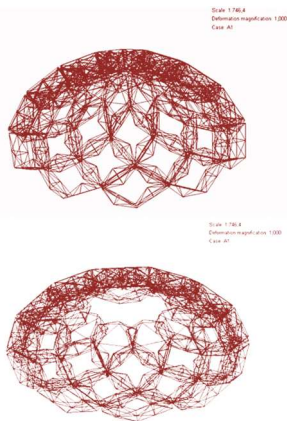 Scale 1:746,4
Deformation magnification: 1,000
Case: A1
Scale 1:746,4
Deformation magnification: 1,000
Case: A1